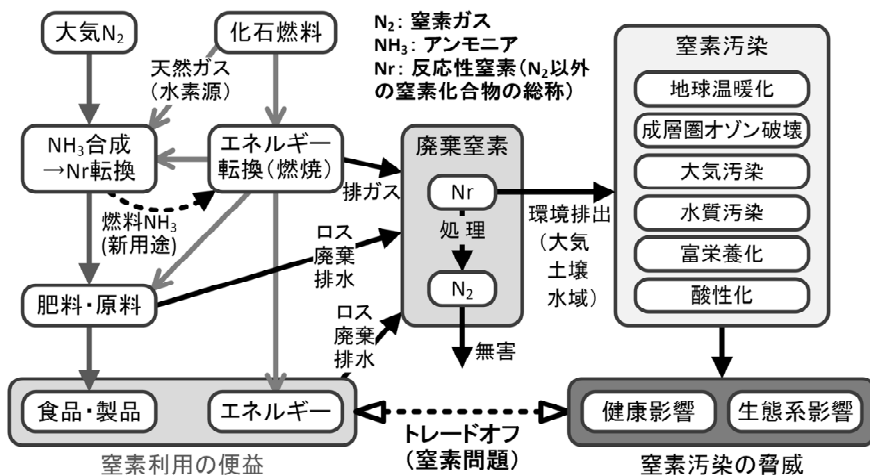 大気N₂
化石燃料
N₂: 窒素ガス
NH₃: アンモニア
Nr: 反応性窒素(N₂以外
の窒素化合物の総称)
天然ガス
(水素源)
NH₃合成
→Nr転換
エネルギー
転換(燃焼)
排ガス
燃料NH₃
(新用途)
ロス
廃棄
排水
肥料・原料
ロス
廃棄
排水
廃棄窒素
Nr
処理
N₂
無害
環境排出
(大気
土壌
水域)
窒素汚染
地球温暖化
成層圏オゾン破壊
大気汚染
水質汚染
富栄養化
酸性化
食品・製品
エネルギー
窒素利用の便益
トレードオフ
(窒素問題)
健康影響
生態系影響
窒素汚染の脅威